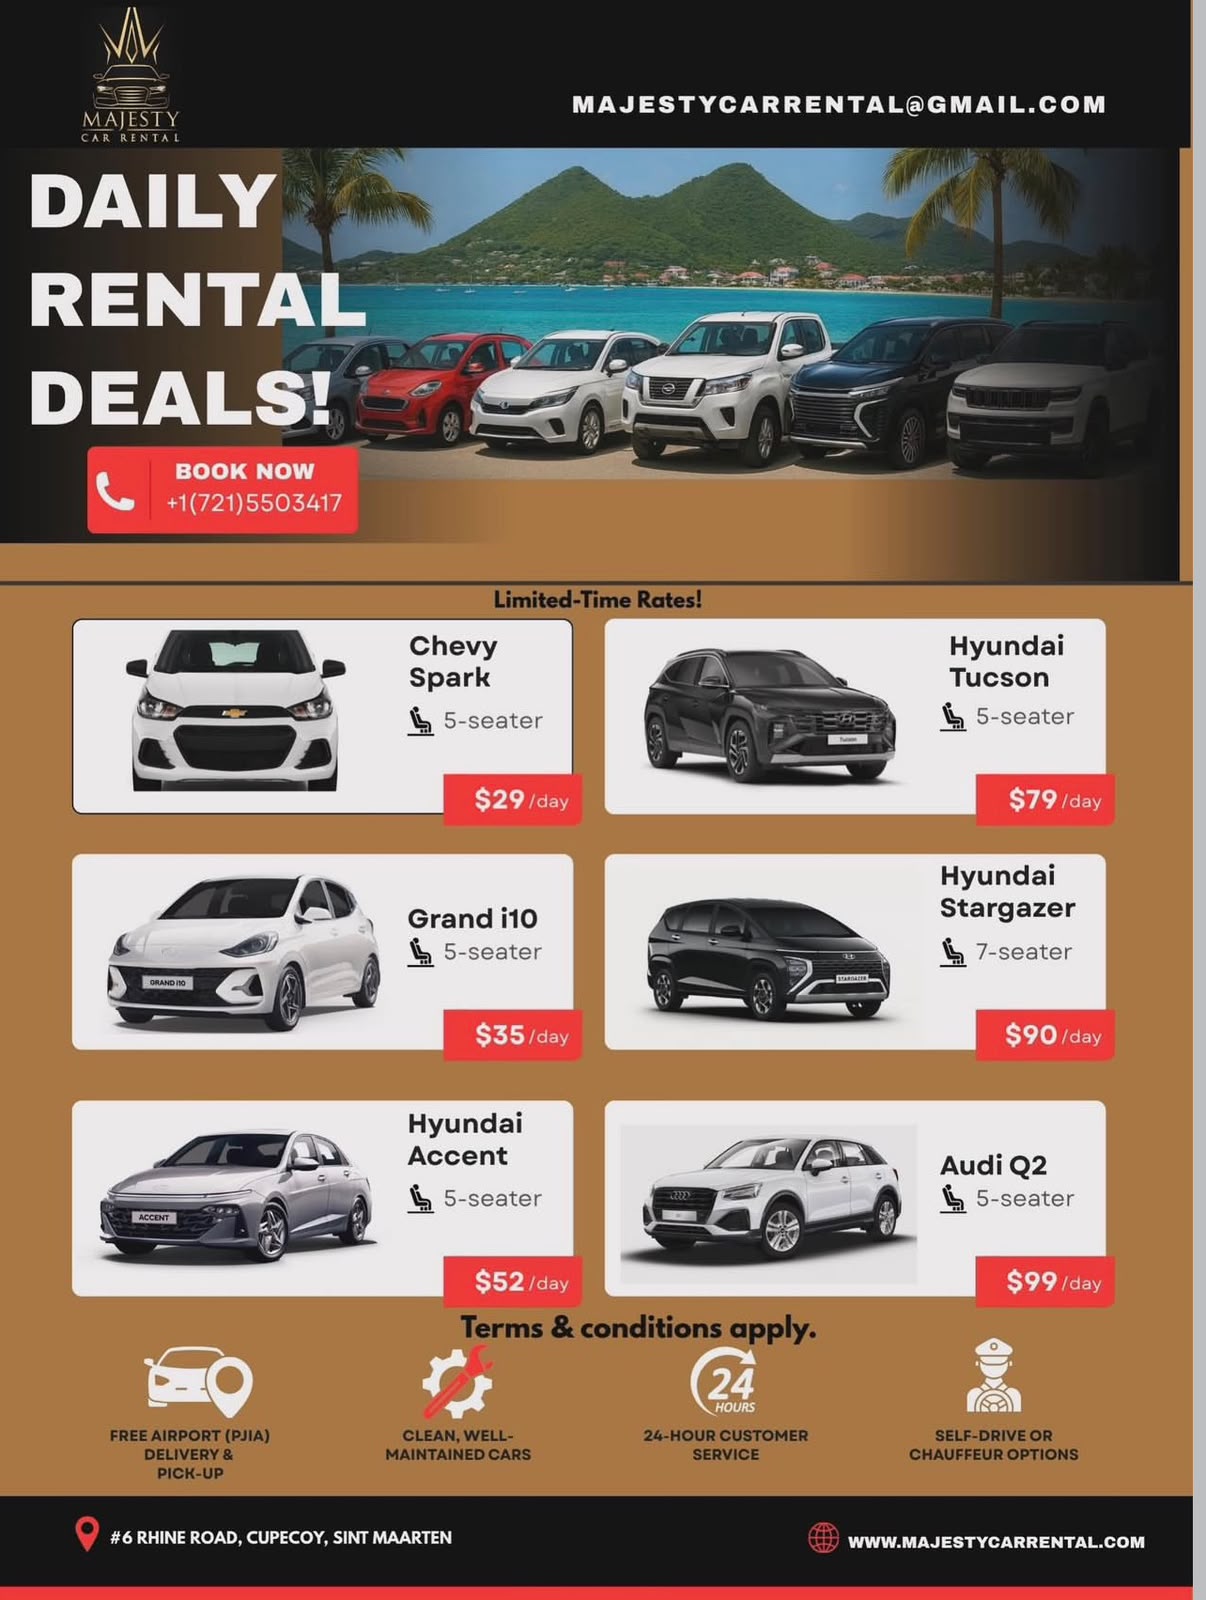 MAJESTY
CAR RENTAL
MAJESTYCARRENTAL@GMAIL.COM
DAILY
RENTAL
DEALS!
BOOK NOW
+1(721)5503417
Limited-Time Rates!
Chevy
Spark
5-seater
$29/day
Hyundai
Tucson
5-seater
Tucson
$79/day
Grand i10
5-seater
GRAND i10
$35/day
Hyundai
Stargazer
7-seater
STARGAZER
$90/day
Hyundai
Accent
5-seater
ACCENT
$52/day
Audi Q2
5-seater
$99/day
Terms & conditions apply.
FREE AIRPORT (PJIA)
DELIVERY &
PICK-UP
CLEAN, WELL-
MAINTAINED CARS
24
HOURS
24-HOUR CUSTOMER
SERVICE
SELF-DRIVE OR
CHAUFFEUR OPTIONS
#6 RHINE ROAD, CUPECOY, SINT MAARTEN
WWW.MAJESTYCARRENTAL.COM